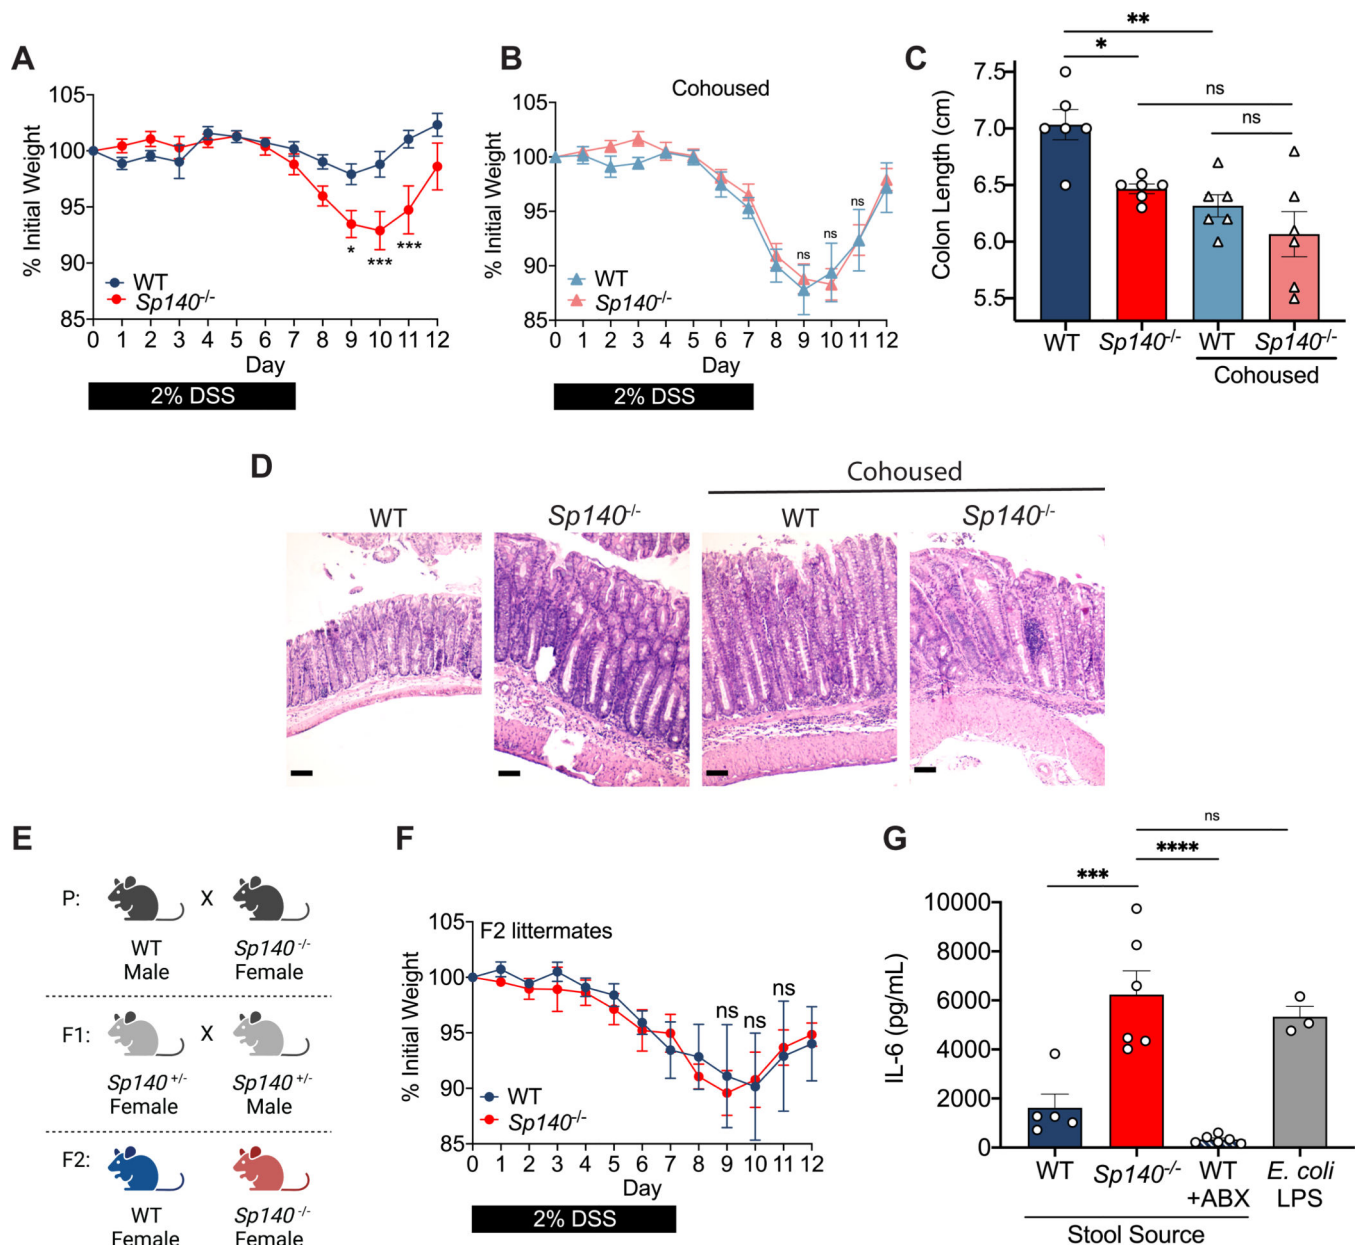 A
% Initial Weight
105
100
95
90
85
WT
Sp140-/-
*
***
***
0 1 2 3 4 5 6 7 8 9 10 11 12
Day
2% DSS
B
Cohoused
% Initial Weight
105
100
95
90
85
ns
ns
ns
WT
Sp140-/-
0 1 2 3 4 5 6 7 8 9 10 11 12
Day
2% DSS
C
Colon Length (cm)
7.5
7.0
6.5
6.0
5.5
**
*
ns
ns
WT Sp140-/- WT Sp140-/-
Cohoused
D
Cohoused
WT Sp140-/- WT Sp140-/-
E
P: X
WT Sp140-/-
Male Female
F1: X
Sp140+/- Sp140+/-
Female Male
F2:
WT Sp140-/-
Female Female
F
F2 littermates
% Initial Weight
105
100
95
90
85
ns
ns
ns
WT
Sp140-/-
0 1 2 3 4 5 6 7 8 9 10 11 12
Day
2% DSS
G
IL-6 (pg/mL)
10000
8000
6000
4000
2000
0
ns
****
***
WT Sp140-/- WT E. coli
+ABX LPS
Stool Source